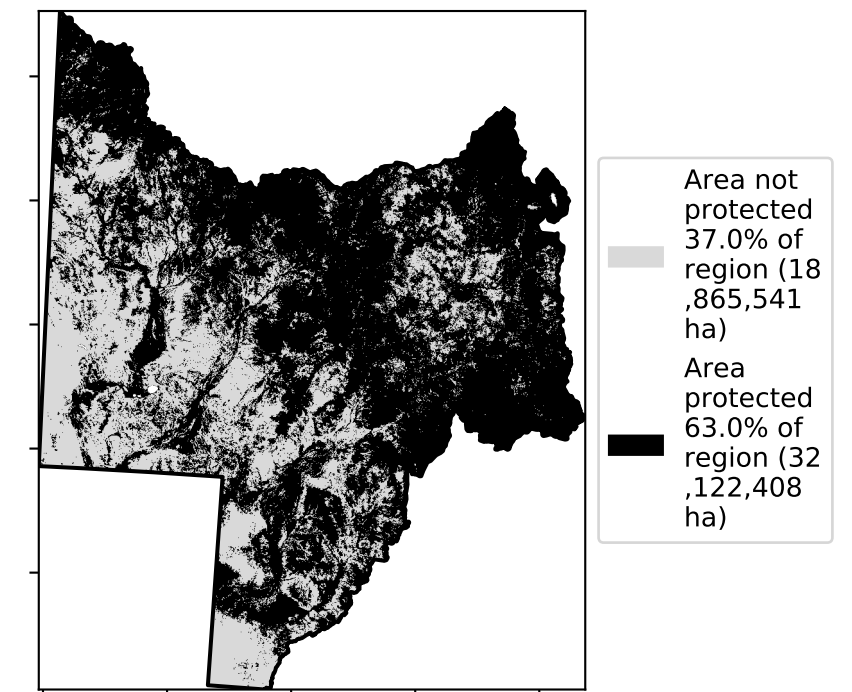 Area not
protected
37.0% of
region (18
,865,541
ha)
Area
protected
63.0% of
region (32
,122,408
ha)